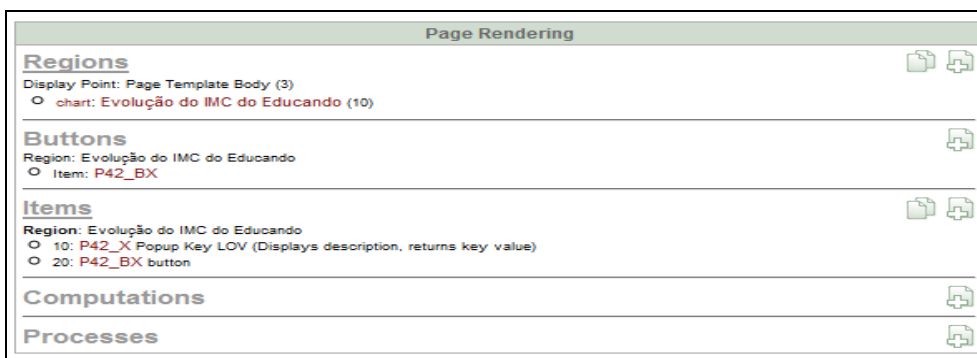 Page Rendering
Regions
Display Point: Page Template Body (3)
chart: Evolução do IMC do Educando (10)
Buttons
Region: Evolução do IMC do Educando
Item: P42_BX
Items
Region: Evolução do IMC do Educando
10: P42_X Popup Key LOV (Displays description, returns key value)
20: P42_BX button
Computations
Processes